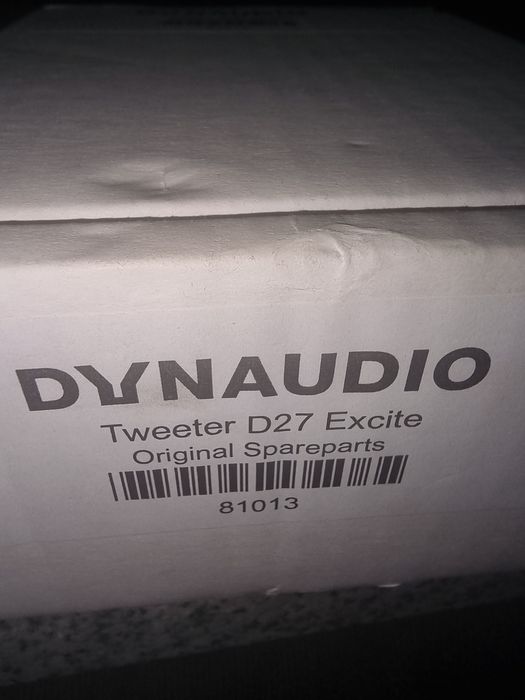 DYNAUDIO
Tweeter D27 Excite
Original Spareparts
81013